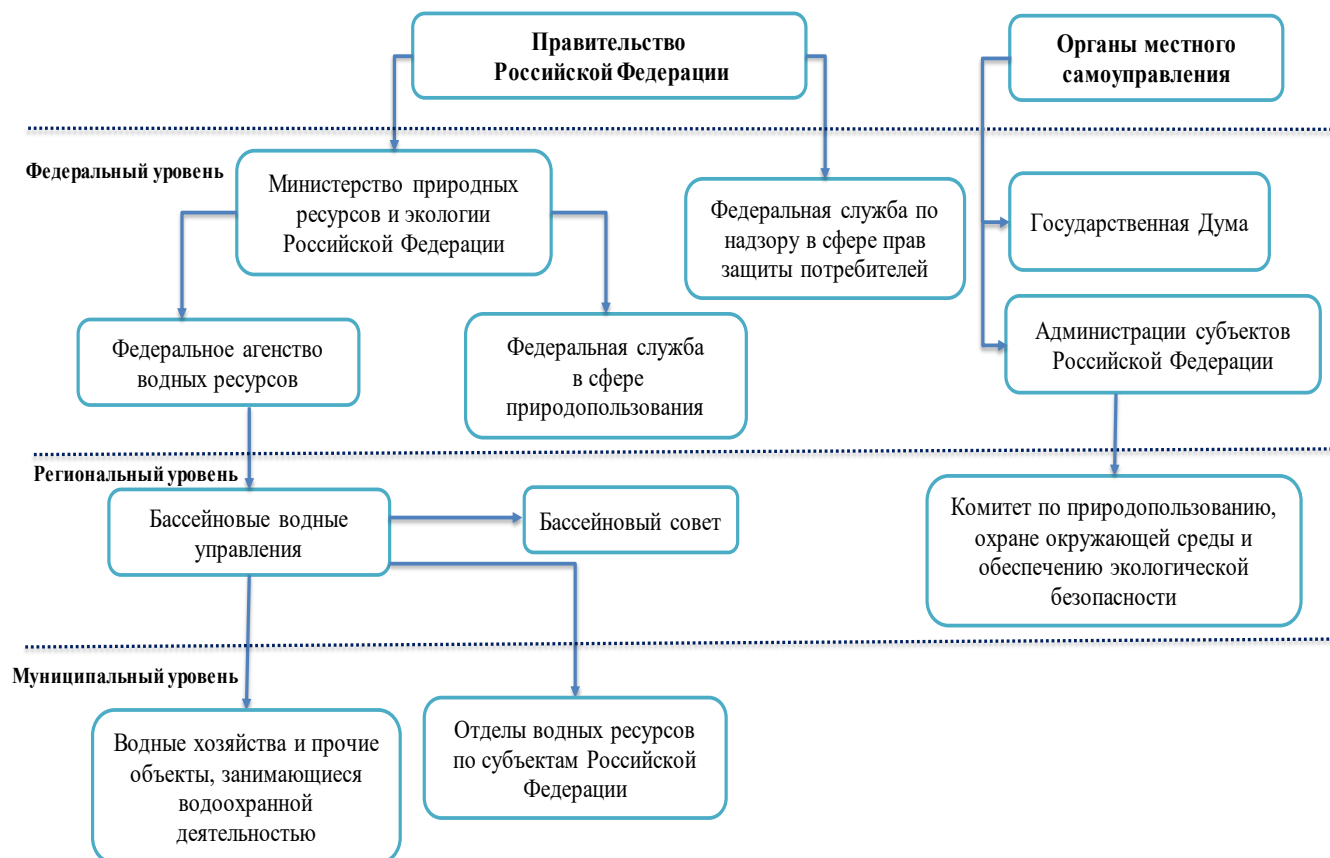 Правительство
Российской Федерации
Органы местного
самоуправления
Федеральный уровень
Министерство природных
ресурсов и экологии
Российской Федерации
Федеральная служба по
надзору в сфере прав
защиты потребителей
Государственная Дума
Федеральное агенство
водных ресурсов
Федеральная служба
в сфере
природопользования
Администрации субъектов
Российской Федерации
Региональный уровень
Бассейновые водные
управления
Бассейновый совет
Комитет по природопользованию,
охране окружающей среды и
обеспечению экологической
безопасности
Муниципальный уровень
Водные хозяйства и прочие
объекты, занимающиеся
водоохранной
деятельностью
Отделы водных ресурсов
по субъектам Российской
Федерации